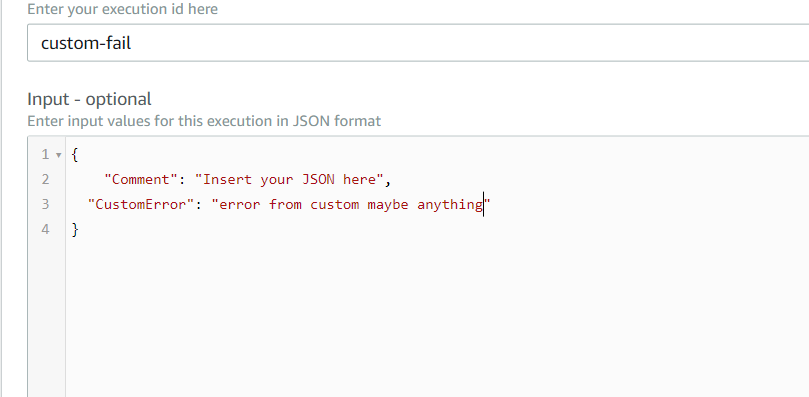 Enter your execution id here
custom-fail
Input - optional
Enter input values for this execution in JSON format
1 {
2 "Comment": "Insert your JSON here",
3 "CustomError": "error from custom maybe anything"
4 }